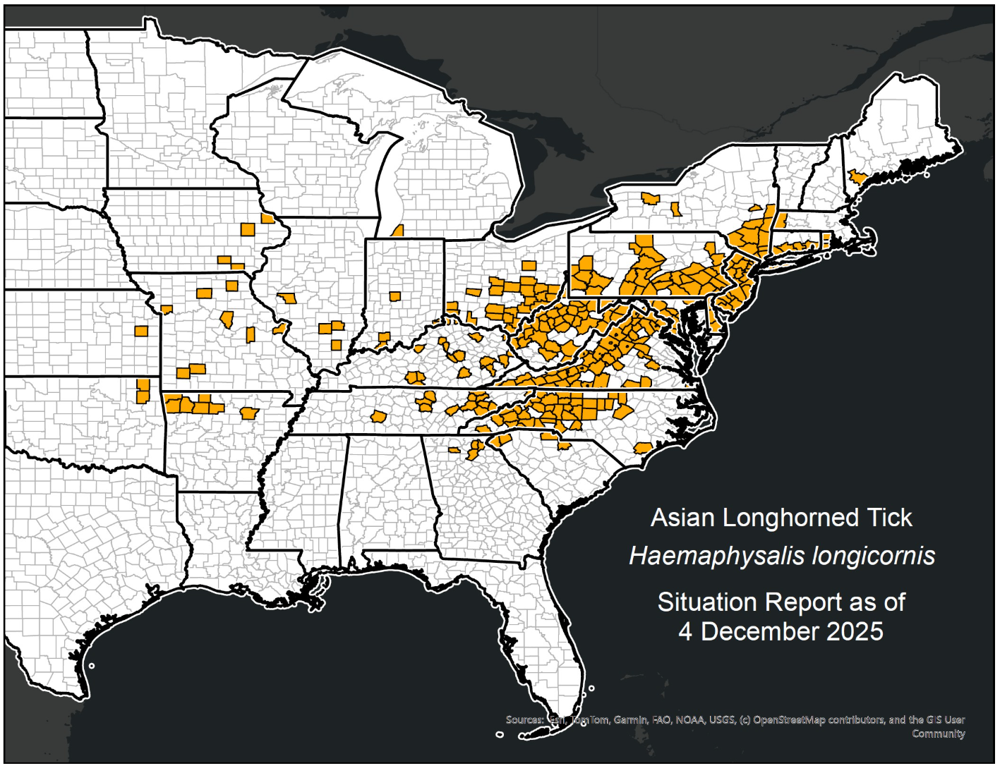 Asian Longhorned Tick
Haemaphysalis longicornis
Situation Report as of
4 December 2025
Sources: Esri, TomTom, Garmin, FAO, NOAA, USGS, (c) OpenStreetMap contributors, and the GIS User
Community